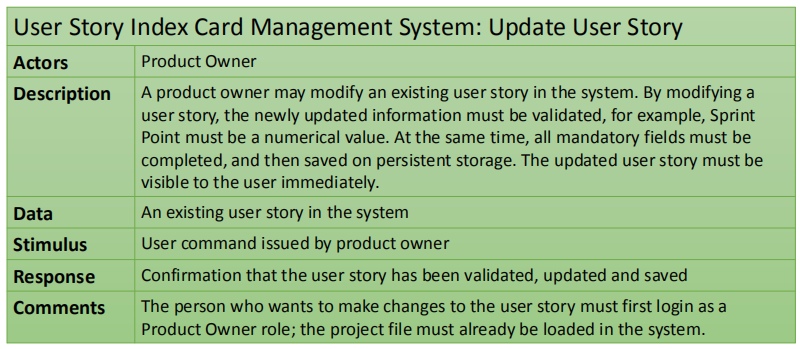 User Story Index Card Management System: Update User Story
Actors
Product Owner
Description
A product owner may modify an existing user story in the system. By modifying a
user story, the newly updated information must be validated, for example, Sprint
Point must be a numerical value. At the same time, all mandatory fields must be
completed, and then saved on persistent storage. The updated user story must be
visible to the user immediately.
Data
An existing user story in the system
Stimulus
User command issued by product owner
Response
Confirmation that the user story has been validated, updated and saved
Comments
The person who wants to make changes to the user story must first login as a
Product Owner role; the project file must already be loaded in the system.